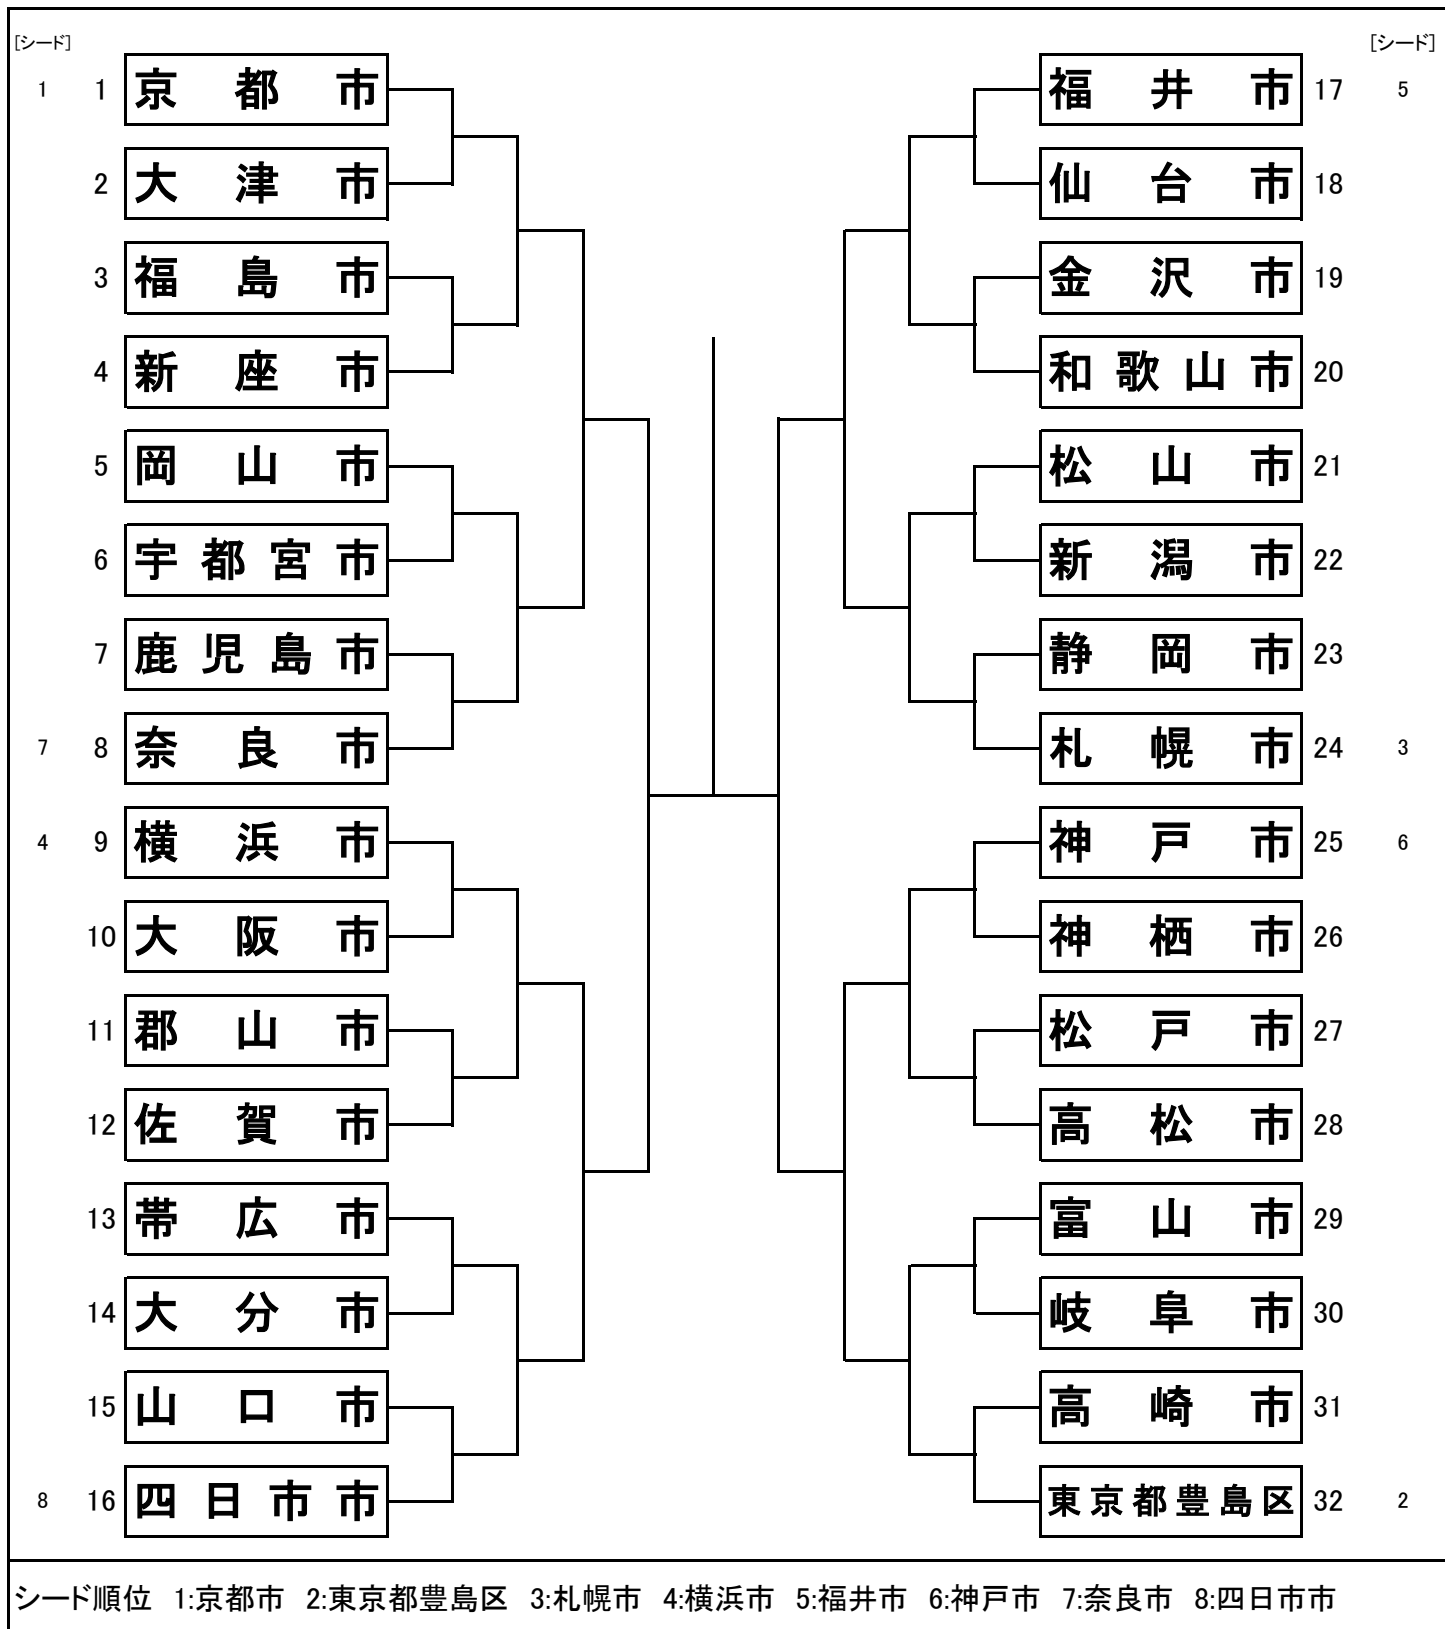 [シード] [シード]
1 1 京都市 福井市 17 5
2 大津市 仙台市 18
3 福島市 金沢市 19
4 新座市 和歌山市 20
5 岡山市 松山市 21
6 宇都宮市 新潟市 22
7 鹿児島市 静岡市 23
7 8 奈良市 札幌市 24 3
4 9 横浜市 神戸市 25 6
10 大阪市 神栖市 26
11 郡山市 松戸市 27
12 佐賀市 高松市 28
13 帯広市 富山市 29
14 大分市 岐阜市 30
15 山口市 高崎市 31
8 16 四日市市 東京都豊島区 32 2
シード順位 1:京都市 2:東京都豊島区 3:札幌市 4:横浜市 5:福井市 6:神戸市 7:奈良市 8:四日市市